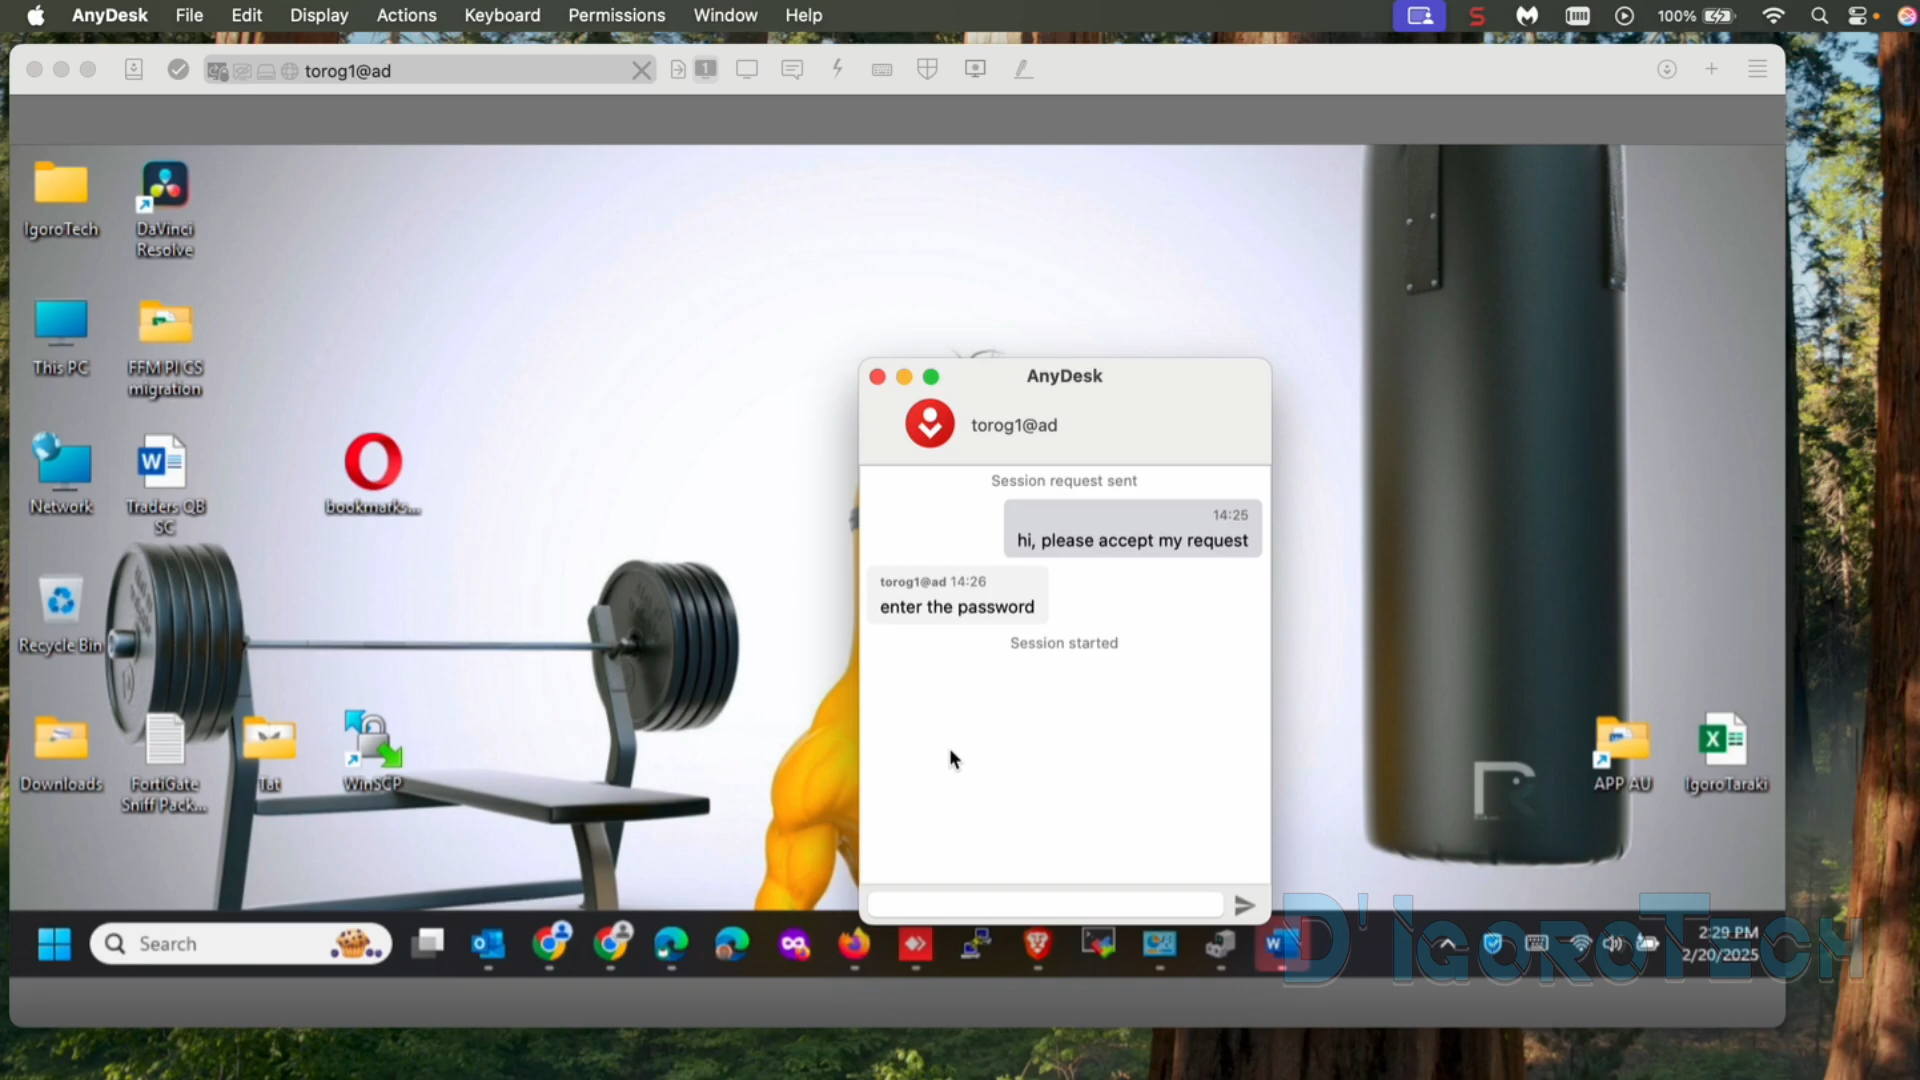 AnyDesk File Edit Display Actions Keyboard Permissions Window Help 100%
torog1@ad 1
IgoroTech
DaVinci
Resolve
This PC
FFM PI CS
migration
Network
Traders QB
SC
bookmarks...
Recycle Bin
Downloads
FortiGate
Sniff Pack...
Tat
WinSCP
APP AU
IgoroTaraki
AnyDesk
torog1@ad
Session request sent
14:25
hi, please accept my request
torog1@ad 14:26
enter the password
Session started
Search
2:29 PM
2/20/2025
D'IgoroTech